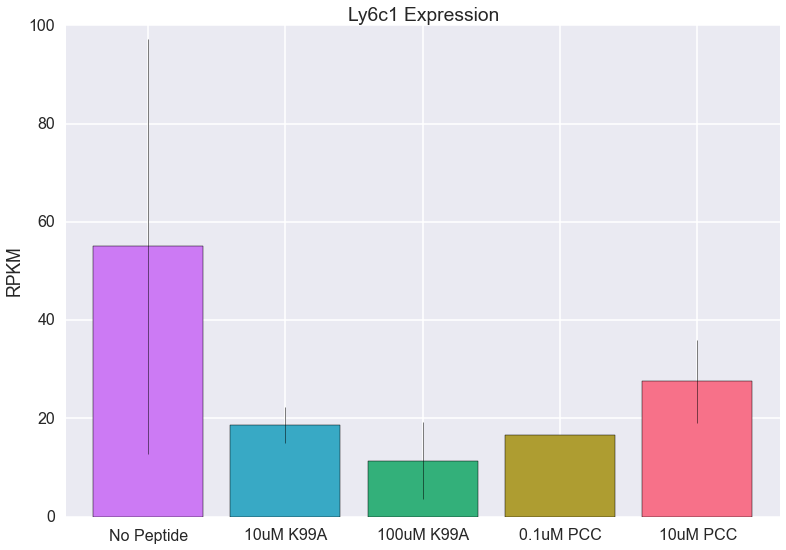 Ly6c1 Expression
100
80
60
40
20
0
RPKM
No Peptide
10uM K99A
100uM K99A
0.1uM PCC
10uM PCC